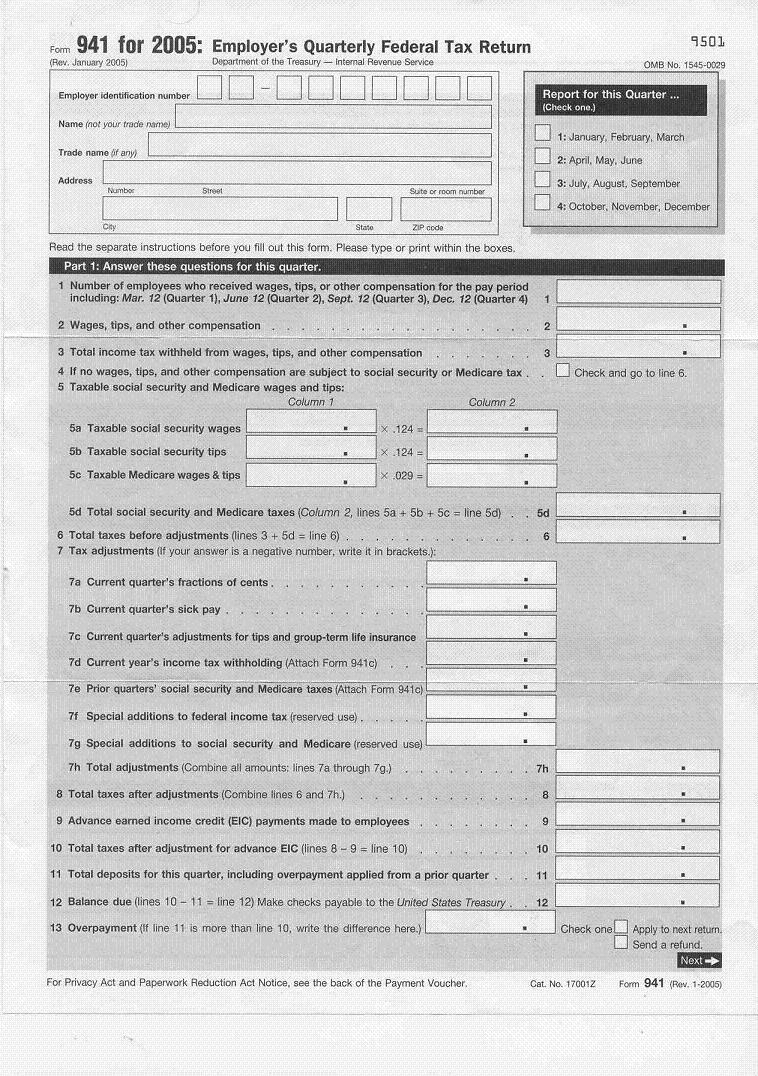 Form 941 for 2005: Employer's Quarterly Federal Tax Return
9501
(Rev. January 2005)
Department of the Treasury — Internal Revenue Service
OMB No. 1545-0029
Employer identification number
–
Name (not your trade name)
Trade name (if any)
Address
Number Street Suite or room number
City State ZIP code
Report for this Quarter ...
(Check one.)
1: January, February, March
2: April, May, June
3: July, August, September
4: October, November, December
Read the separate instructions before you fill out this form. Please type or print within the boxes.
Part 1: Answer these questions for this quarter.
1 Number of employees who received wages, tips, or other compensation for the pay period
including: Mar. 12 (Quarter 1), June 12 (Quarter 2), Sept. 12 (Quarter 3), Dec. 12 (Quarter 4) 1
2 Wages, tips, and other compensation . . . . . . . . . . . . . . . . . 2 .
3 Total income tax withheld from wages, tips, and other compensation . . . . . . . 3 .
4 If no wages, tips, and other compensation are subject to social security or Medicare tax . . Check and go to line 6.
5 Taxable social security and Medicare wages and tips:
Column 1 Column 2
5a Taxable social security wages . × .124 = .
5b Taxable social security tips . × .124 = .
5c Taxable Medicare wages & tips . × .029 = .
5d Total social security and Medicare taxes (Column 2, lines 5a + 5b + 5c = line 5d) . . 5d .
6 Total taxes before adjustments (lines 3 + 5d = line 6) . . . . . . . . . . . . 6 .
7 Tax adjustments (If your answer is a negative number, write it in brackets.):
7a Current quarter's fractions of cents . . . . . . . . . . . .
7b Current quarter's sick pay . . . . . . . . . . . . . . .
7c Current quarter's adjustments for tips and group-term life insurance .
7d Current year's income tax withholding (Attach Form 941c) . . . .
7e Prior quarters' social security and Medicare taxes (Attach Form 941c) .
7f Special additions to federal income tax (reserved use) . . . . . .
7g Special additions to social security and Medicare (reserved use) .
7h Total adjustments (Combine all amounts: lines 7a through 7g.) . . . . . . . . 7h .
8 Total taxes after adjustments (Combine lines 6 and 7h.) . . . . . . . . . . . 8 .
9 Advance earned income credit (EIC) payments made to employees . . . . . . . 9 .
10 Total taxes after adjustment for advance EIC (lines 8 – 9 = line 10) . . . . . . . 10 .
11 Total deposits for this quarter, including overpayment applied from a prior quarter . . . 11 .
12 Balance due (lines 10 – 11 = line 12) Make checks payable to the United States Treasury . . 12 .
13 Overpayment (If line 11 is more than line 10, write the difference here.) . Check one Apply to next return.
Send a refund.
Next
For Privacy Act and Paperwork Reduction Act Notice, see the back of the Payment Voucher. Cat. No. 17001Z Form 941 (Rev. 1-2005)